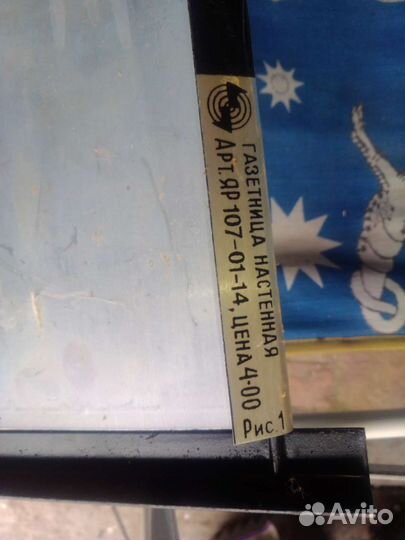 ГАЗЕТНИЦА НАСТЕННАЯ
АРТ. ЯР 107-01-14, ЦЕНА 4-00
Рис. 1
Avito